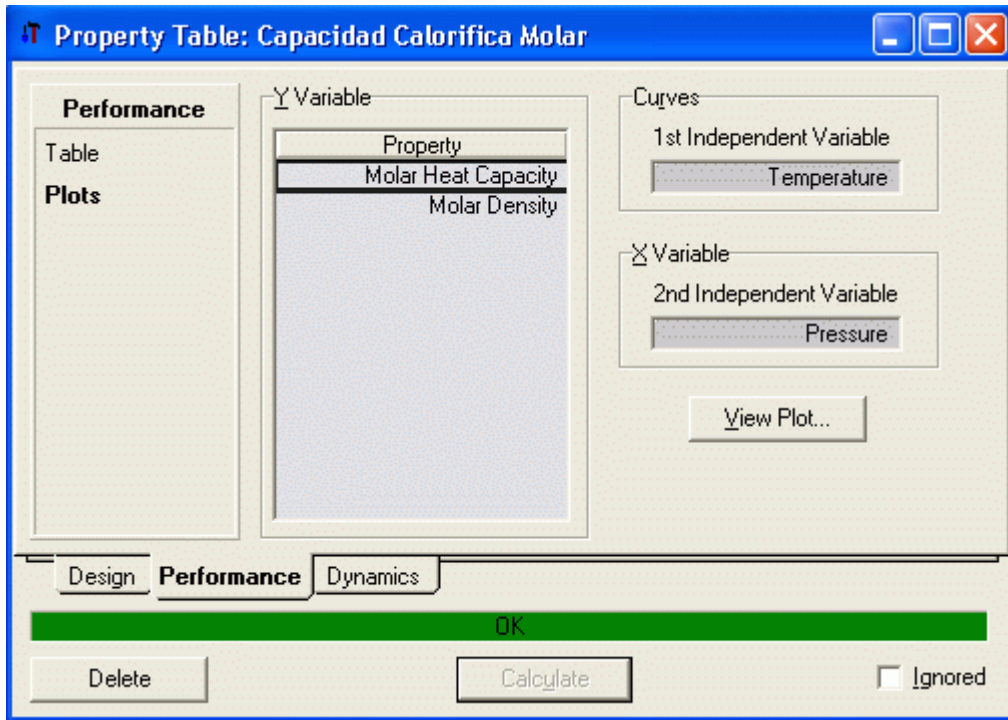 Property Table: Capacidad Calorifica Molar
Performance
Table
Plots
Y Variable
Property
Molar Heat Capacity
Molar Density
Curves
1st Independent Variable
Temperature
X Variable
2nd Independent Variable
Pressure
View Plot...
Design Performance Dynamics
OK
Delete Calculate Ignored